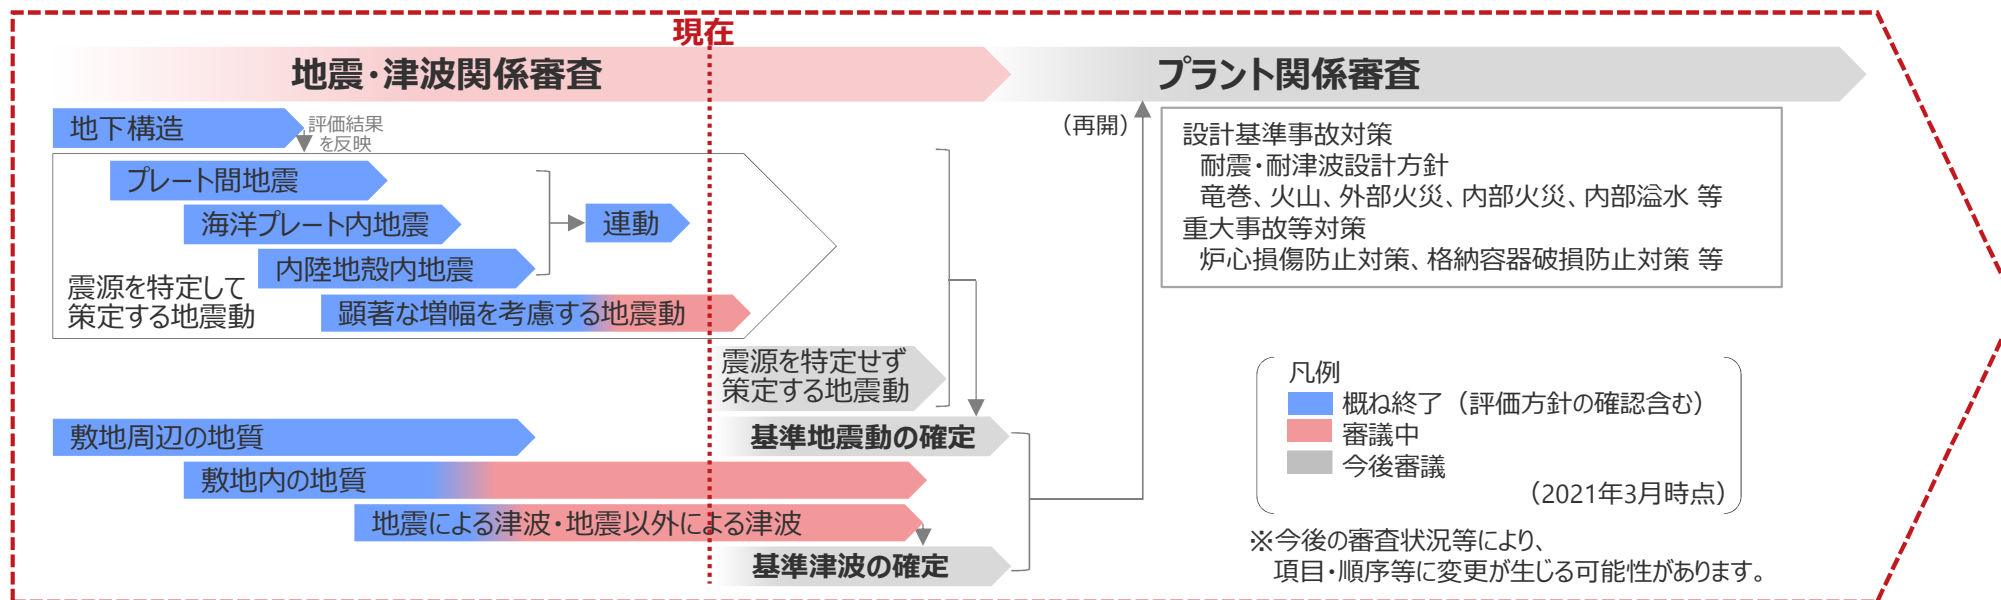 現在
地震・津波関係審査
プラント関係審査
地下構造
評価結果
を反映
プレート間地震
海洋プレート内地震
内陸地殻内地震
連動
震源を特定して
策定する地震動
顕著な増幅を考慮する地震動
震源を特定せず
策定する地震動
敷地周辺の地質
基準地震動の確定
敷地内の地質
地震による津波・地震以外による津波
基準津波の確定
（再開）
設計基準事故対策
耐震・耐津波設計方針
竜巻、火山、外部火災、内部火災、内部溢水 等
重大事故等対策
炉心損傷防止対策、格納容器破損防止対策 等
凡例
概ね終了（評価方針の確認含む）
審議中
今後審議
（2021年3月時点）
※今後の審査状況等により、
項目・順序等に変更が生じる可能性があります。